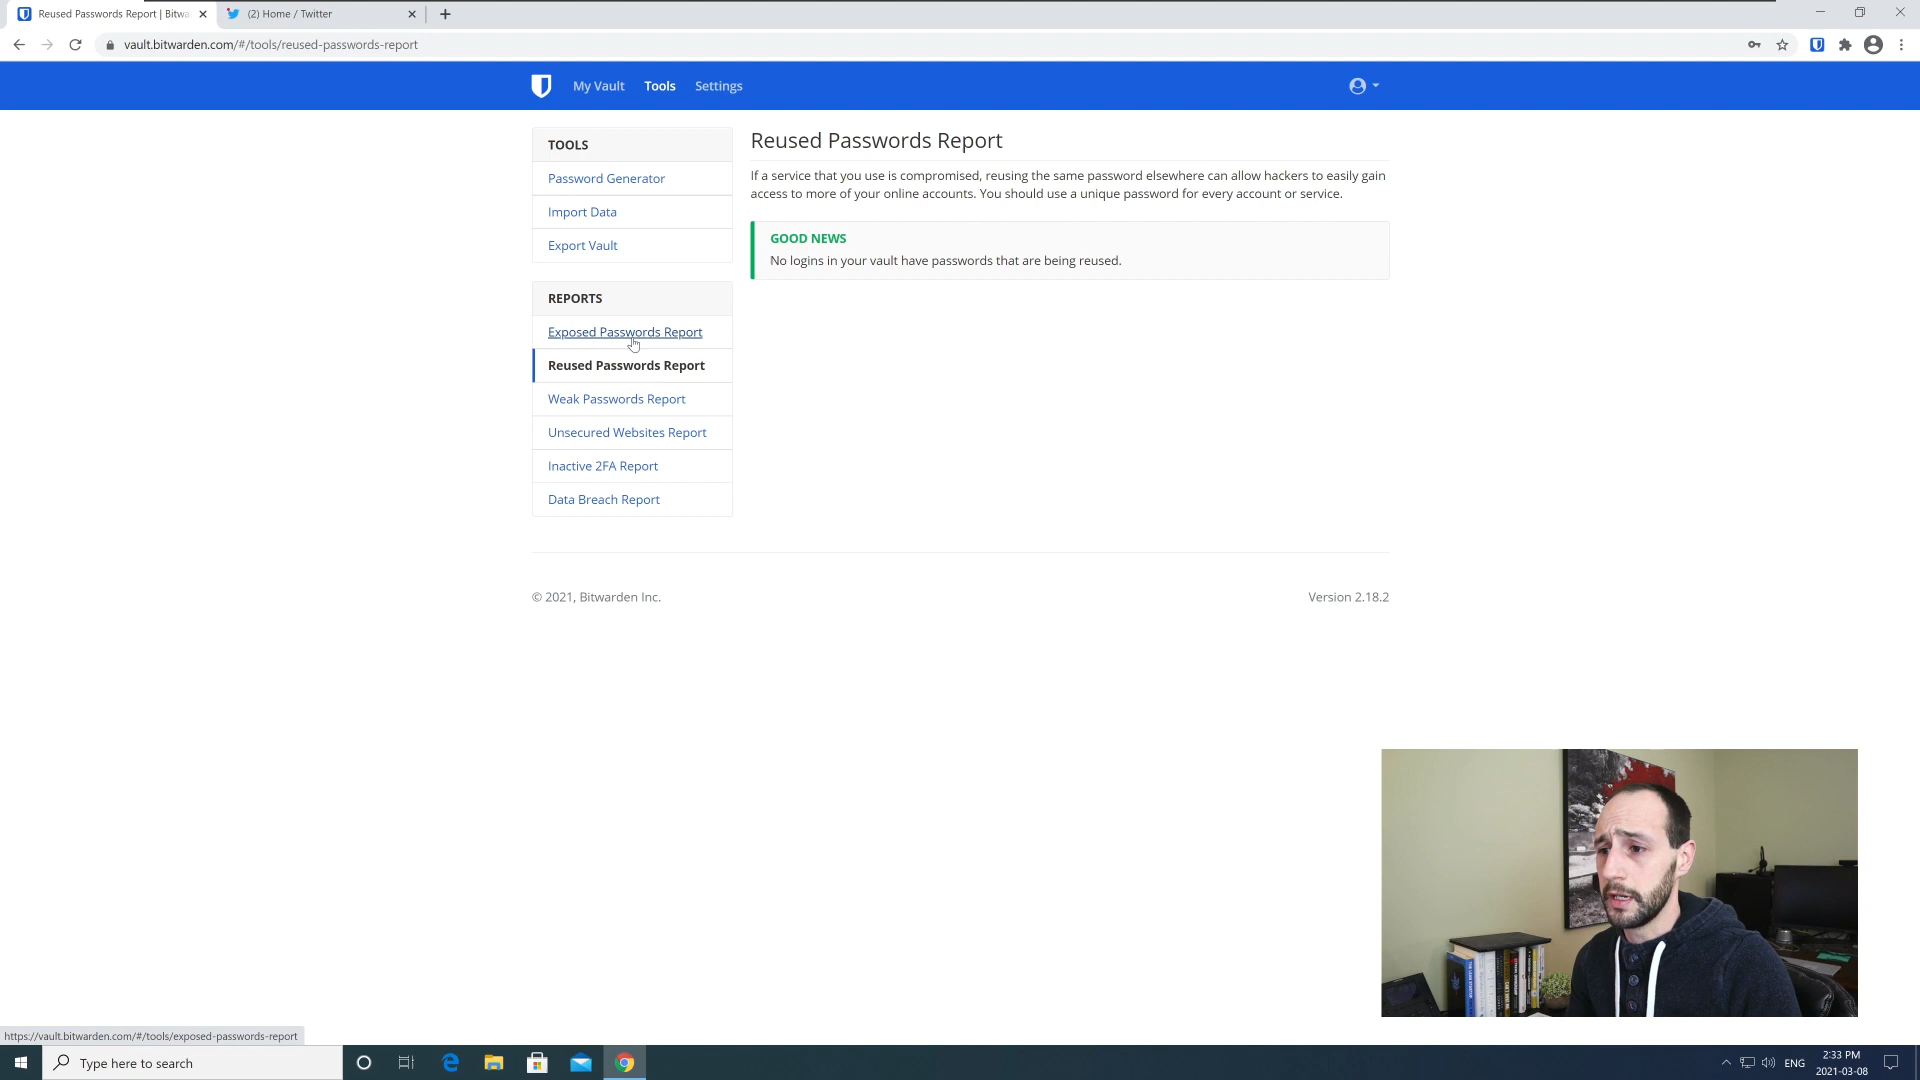 Reused Passwords Report | Bitwa
(2) Home / Twitter
vault.bitwarden.com/#/tools/reused-passwords-report
My Vault
Tools
Settings
TOOLS
Password Generator
Import Data
Export Vault
REPORTS
Exposed Passwords Report
Reused Passwords Report
Weak Passwords Report
Unsecured Websites Report
Inactive 2FA Report
Data Breach Report
Reused Passwords Report
If a service that you use is compromised, reusing the same password elsewhere can allow hackers to easily gain
access to more of your online accounts. You should use a unique password for every account or service.
GOOD NEWS
No logins in your vault have passwords that are being reused.
© 2021, Bitwarden Inc.
Version 2.18.2
https://vault.bitwarden.com/#/tools/exposed-passwords-report
Type here to search
ENG
2:33 PM
2021-03-08